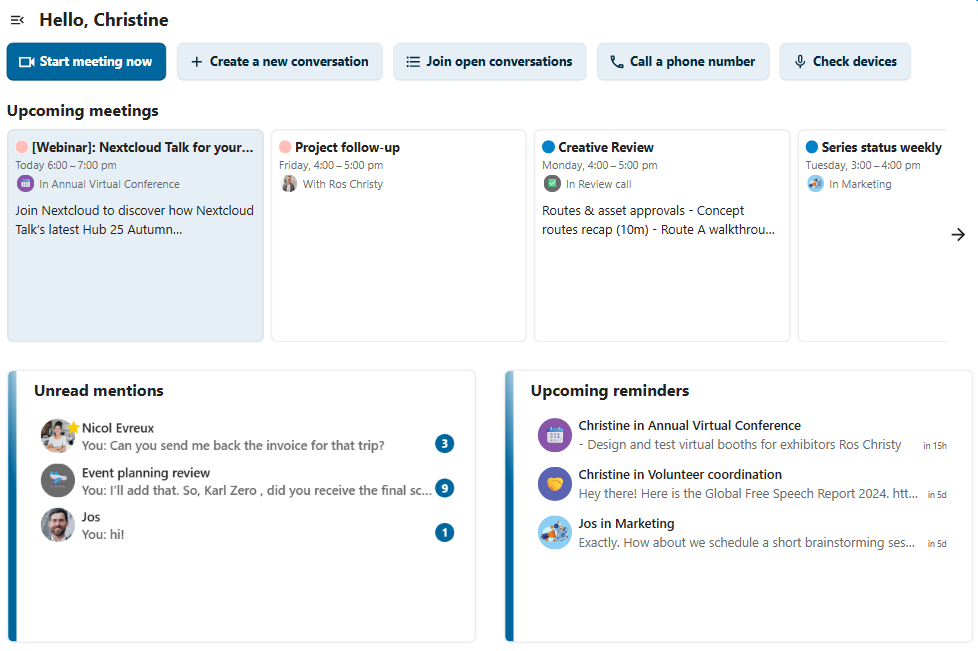 Hello, Christine
Start meeting now
Create a new conversation
Join open conversations
Call a phone number
Check devices
Upcoming meetings
[Webinar]: Nextcloud Talk for your...
Today 6:00 – 7:00 pm
In Annual Virtual Conference
Join Nextcloud to discover how Nextcloud
Talk's latest Hub 25 Autumn...
Project follow-up
Friday, 4:00 – 5:00 pm
With Ros Christy
Creative Review
Monday, 4:00 – 5:00 pm
In Review call
Routes & asset approvals - Concept
routes recap (10m) - Route A walkthrou...
Series status weekly
Tuesday, 3:00 – 4:00 pm
In Marketing
Unread mentions
Nicol Evreux
You: Can you send me back the invoice for that trip?
3
Event planning review
You: I'll add that. So, Karl Zero , did you receive the final sc...
9
Jos
You: hi!
1
Upcoming reminders
Christine in Annual Virtual Conference
- Design and test virtual booths for exhibitors Ros Christy
in 15h
Christine in Volunteer coordination
Hey there! Here is the Global Free Speech Report 2024. htt...
in 5d
Jos in Marketing
Exactly. How about we schedule a short brainstorming ses...
in 5d